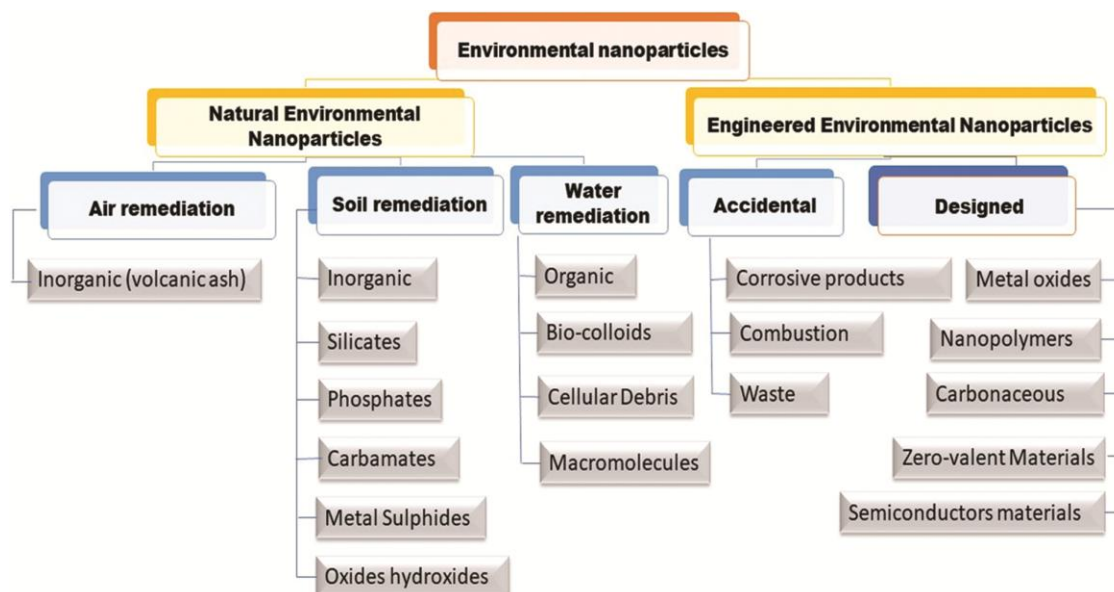 Environmental nanoparticles
Natural Environmental
Nanoparticles
Engineered Environmental Nanoparticles
Air remediation
Soil remediation
Water
remediation
Accidental
Designed
Inorganic (volcanic ash)
Inorganic
Silicates
Phosphates
Carbamates
Metal Sulphides
Oxides hydroxides
Organic
Bio-colloids
Cellular Debris
Macromolecules
Corrosive products
Combustion
Waste
Metal oxides
Nanopolymers
Carbonaceous
Zero-valent Materials
Semiconductors materials